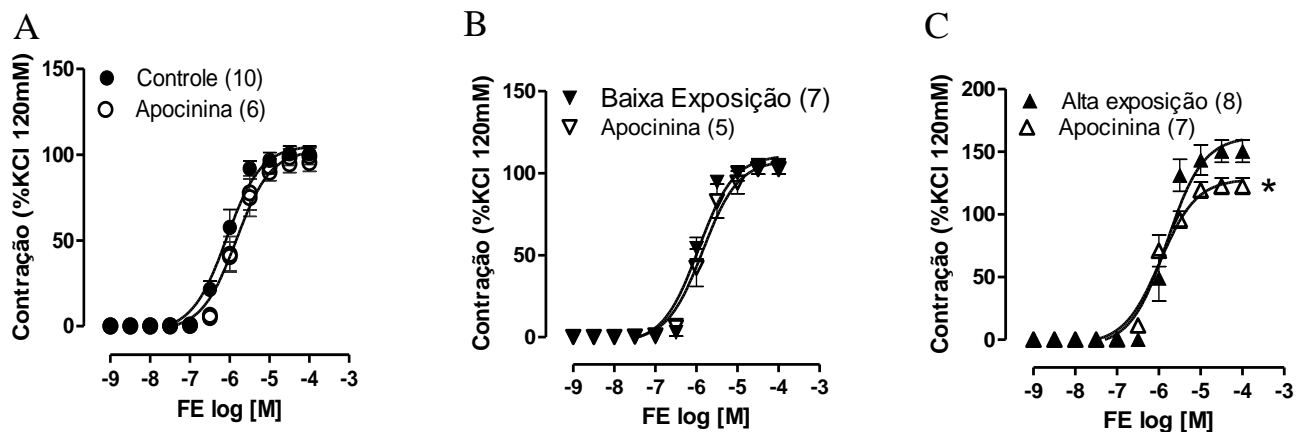 A
Contração (%KCl 120mM)
150
100
50
0
Controle (10)
Apocinina (6)
-9 -8 -7 -6 -5 -4 -3
FE log [M]
B
Contração (%KCl 120mM)
150
100
50
0
Baixa Exposição (7)
Apocinina (5)
-9 -8 -7 -6 -5 -4 -3
FE log [M]
C
Contração (%KCl 120mM)
200
150
100
50
0
Alta exposição (8)
Apocinina (7)
*
-9 -8 -7 -6 -5 -4 -3
FE log [M]